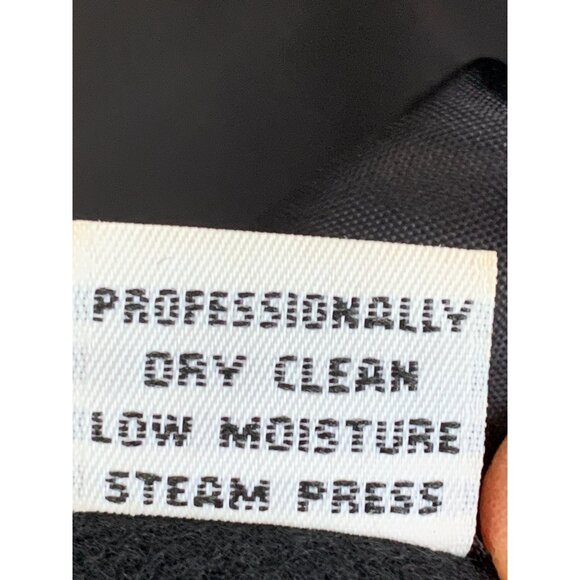 PROFESSIONALLY
DRY CLEAN
LOW MOISTURE
STEAM PRESS